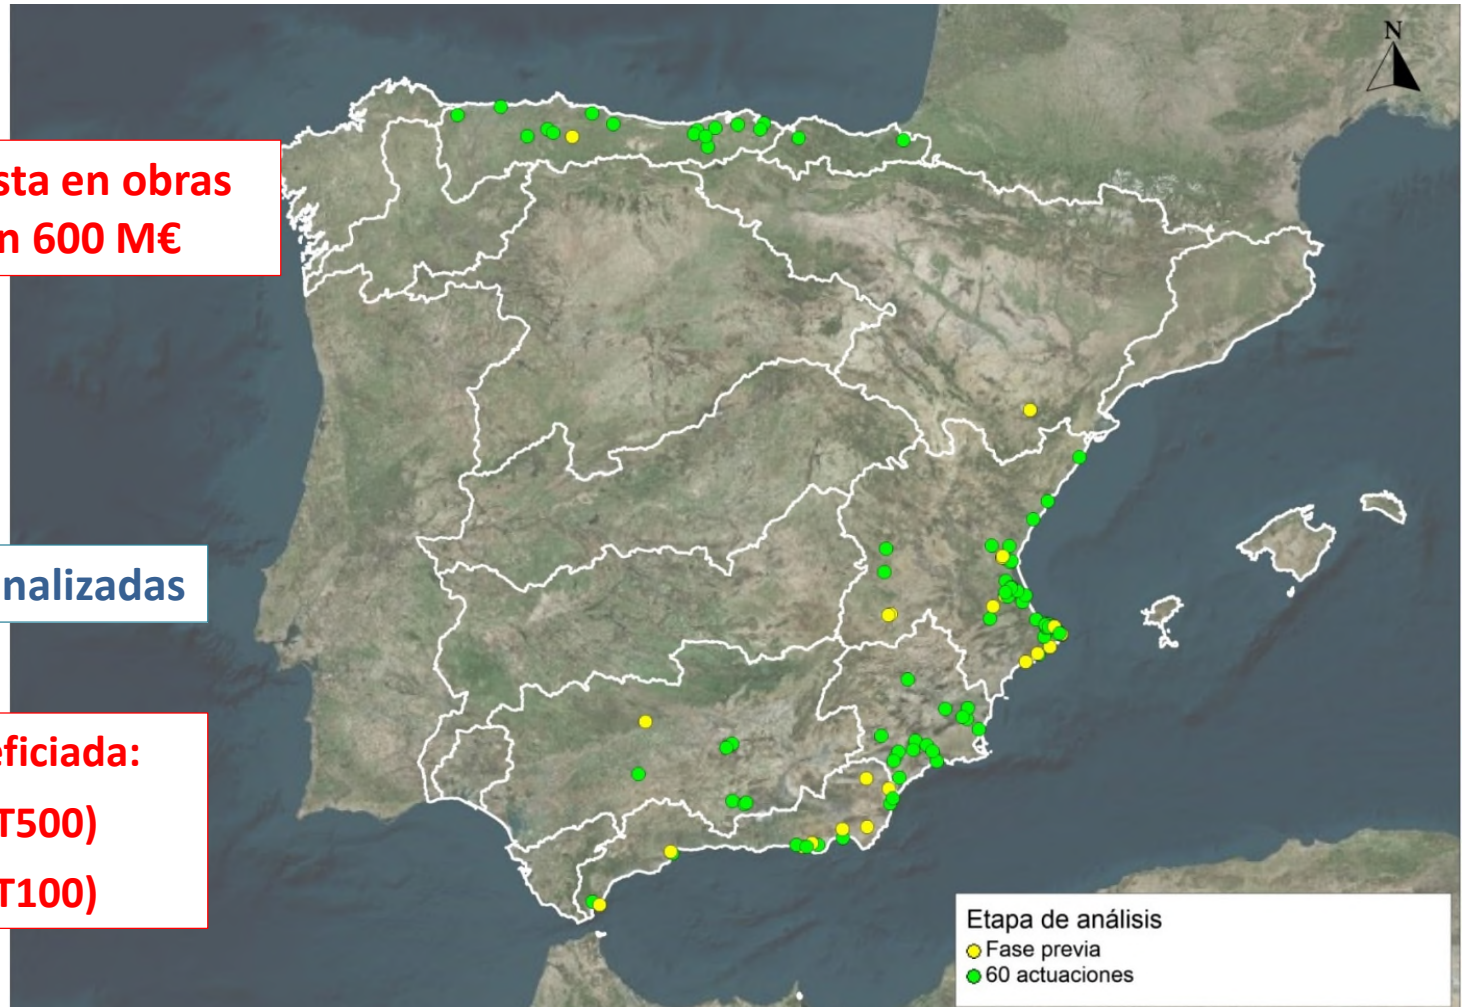 N
sta en obras
n 600 M€
nalizadas
eficiada:
T500)
T100)
Etapa de análisis
Fase previa
60 actuaciones